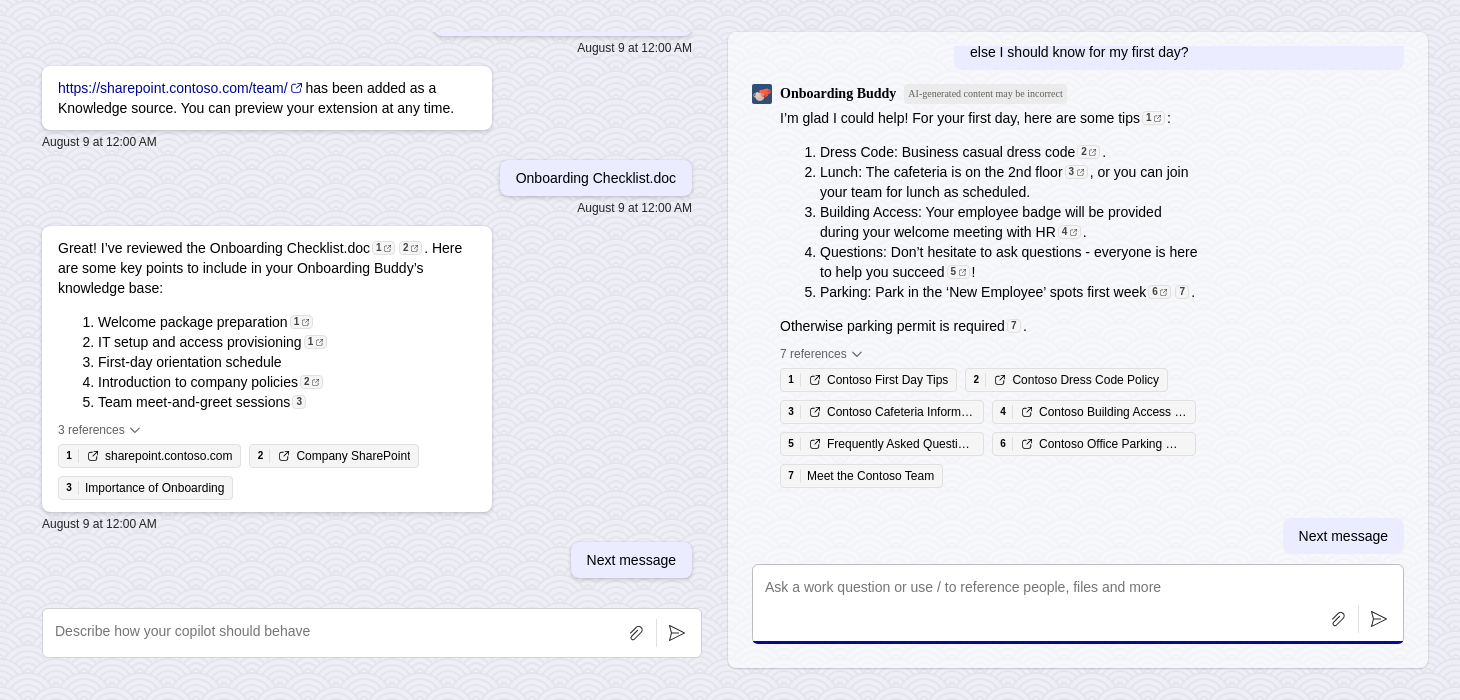 August 9 at 12:00 AM
https://sharepoint.contoso.com/team/ has been added as a
Knowledge source. You can preview your extension at any time.
August 9 at 12:00 AM
Onboarding Checklist.doc
August 9 at 12:00 AM
Great! I’ve reviewed the Onboarding Checklist.doc 1 2 . Here
are some key points to include in your Onboarding Buddy’s
knowledge base:
1. Welcome package preparation 1
2. IT setup and access provisioning 1
3. First-day orientation schedule
4. Introduction to company policies 2
5. Team meet-and-greet sessions 3
3 references
1 sharepoint.contoso.com 2 Company SharePoint
3 Importance of Onboarding
August 9 at 12:00 AM
Next message
Describe how your copilot should behave
else I should know for my first day?
Onboarding Buddy AI-generated content may be incorrect
I’m glad I could help! For your first day, here are some tips 1 :
1. Dress Code: Business casual dress code 2 .
2. Lunch: The cafeteria is on the 2nd floor 3 , or you can join
your team for lunch as scheduled.
3. Building Access: Your employee badge will be provided
during your welcome meeting with HR 4 .
4. Questions: Don’t hesitate to ask questions - everyone is here
to help you succeed 5 !
5. Parking: Park in the ‘New Employee’ spots first week 6 7 .
Otherwise parking permit is required 7 .
7 references
1 Contoso First Day Tips 2 Contoso Dress Code Policy
3 Contoso Cafeteria Inform… 4 Contoso Building Access …
5 Frequently Asked Questi… 6 Contoso Office Parking …
7 Meet the Contoso Team
Next message
Ask a work question or use / to reference people, files and more